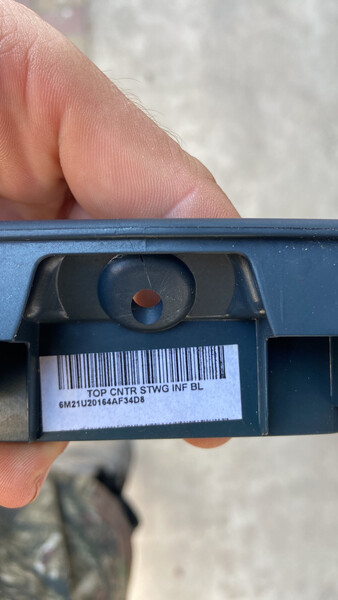 TOP CNTR STWG INF BL
6M21U20164AF34D8